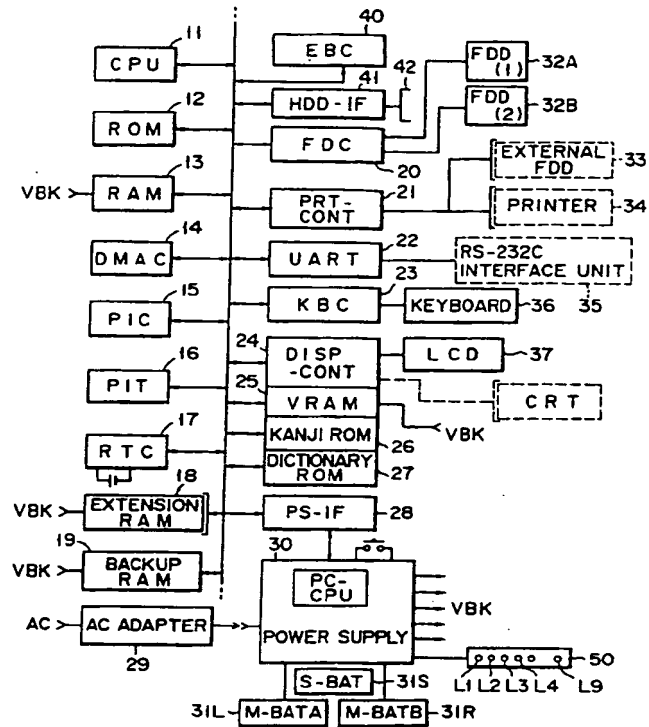 40
11
EBC
FDD
(1)
32A
CPU
41
42
HDD-IF
FDD
(2)
32B
12
ROM
FDC
20
13
21
EXTERNAL
FDD
33
VBK
RAM
PRT-
CONT
PRINTER
34
14
22
DMAC
UART
RS-232C
INTERFACE UNIT
35
15
23
PIC
KBC
KEYBOARD
36
24
16
DISP
-CONT
LCD
37
PIT
25
VRAM
CRT
VBK
17
KANJI ROM
26
RTC
DICTIONARY
ROM
27
18
VBK
EXTENSION
RAM
PS-IF
28
19
30
VBK
BACKUP
RAM
PC-
CPU
VBK
AC
AC ADAPTER
29
POWER SUPPLY
50
S-BAT
31S
L1 L2 L3 L4 L9
31L
M-BATA
M-BATB
31R